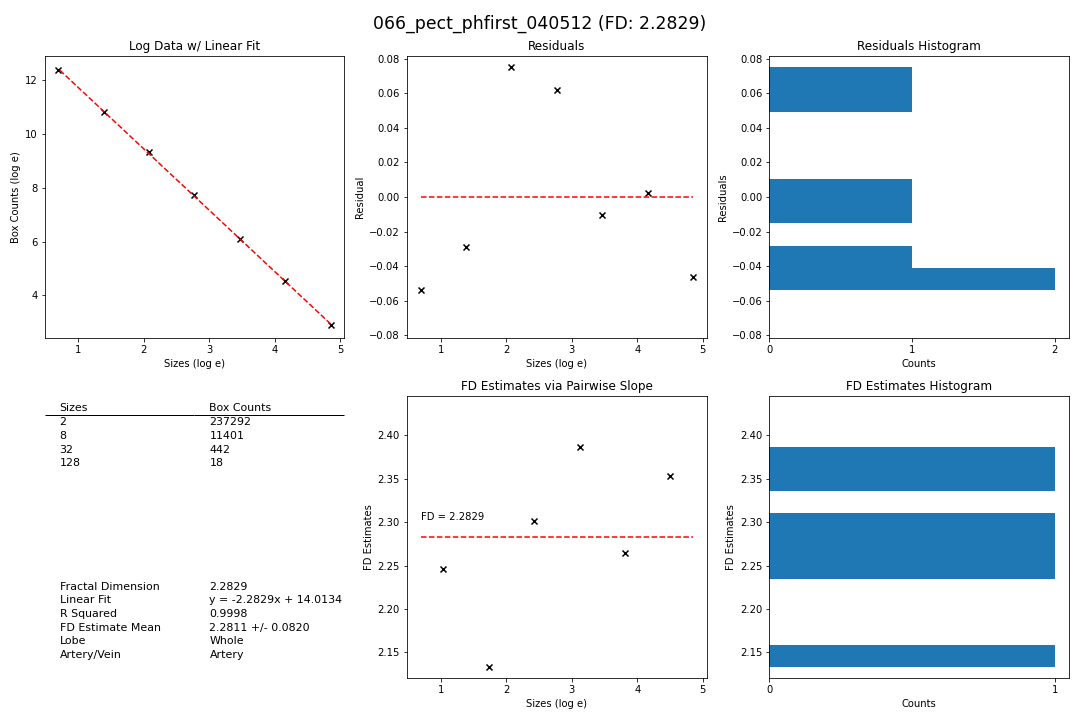 066_pect_phfirst_040512 (FD: 2.2829)
Log Data w/ Linear Fit
12
10
8
6
4
Box Counts (log e)
1 2 3 4 5
Sizes (log e)
Residuals
0.08
0.06
0.04
0.02
0.00
−0.02
−0.04
−0.06
−0.08
Residual
1 2 3 4 5
Sizes (log e)
Residuals Histogram
0.08
0.06
0.04
0.02
0.00
−0.02
−0.04
−0.06
−0.08
Residuals
0 1 2
Counts
Sizes Box Counts
2 237292
8 11401
32 442
128 18
Fractal Dimension 2.2829
Linear Fit y = -2.2829x + 14.0134
R Squared 0.9998
FD Estimate Mean 2.2811 +/- 0.0820
Lobe Whole
Artery/Vein Artery
FD Estimates via Pairwise Slope
2.40
2.35
2.30
2.25
2.20
2.15
FD Estimates
FD = 2.2829
1 2 3 4 5
Sizes (log e)
FD Estimates Histogram
2.40
2.35
2.30
2.25
2.20
2.15
FD Estimates
0 1
Counts